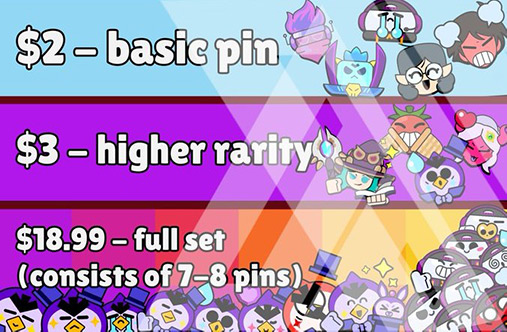 $2 – basic pin
$3 – higher rarity
$18.99 – full set
(consists of 7–8 pins)